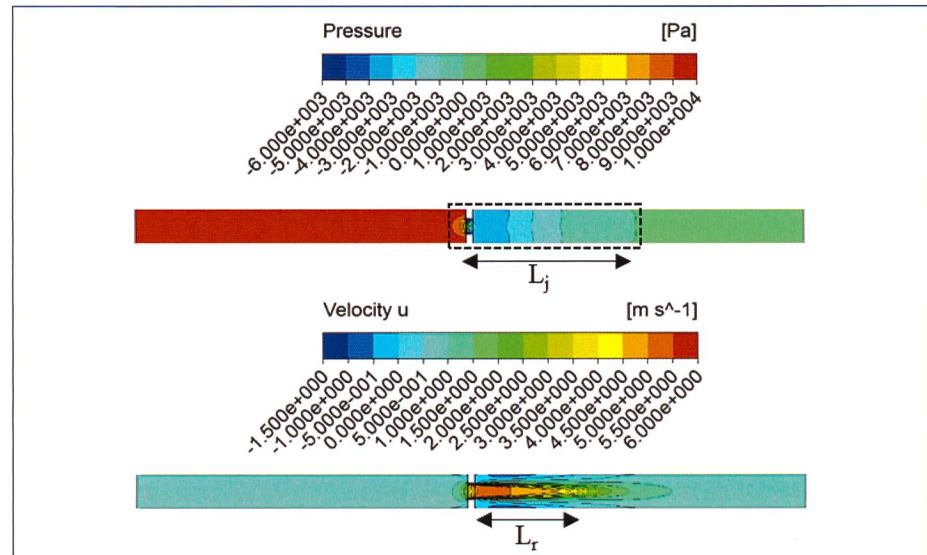 Pressure [Pa]
-6.000e+003
-5.000e+003
-4.000e+003
-3.000e+003
-2.000e+003
-1.000e+003
0.000e+000
1.000e+003
2.000e+003
3.000e+003
4.000e+003
5.000e+003
6.000e+003
7.000e+003
8.000e+003
9.000e+003
1.000e+004
Lj
Velocity u [m s^-1]
-1.500e+000
-1.000e+000
-5.000e-001
0.000e+000
5.000e-001
1.000e+000
1.500e+000
2.000e+000
2.500e+000
3.000e+000
3.500e+000
4.000e+000
4.500e+000
5.000e+000
5.500e+000
6.000e+000
Lr